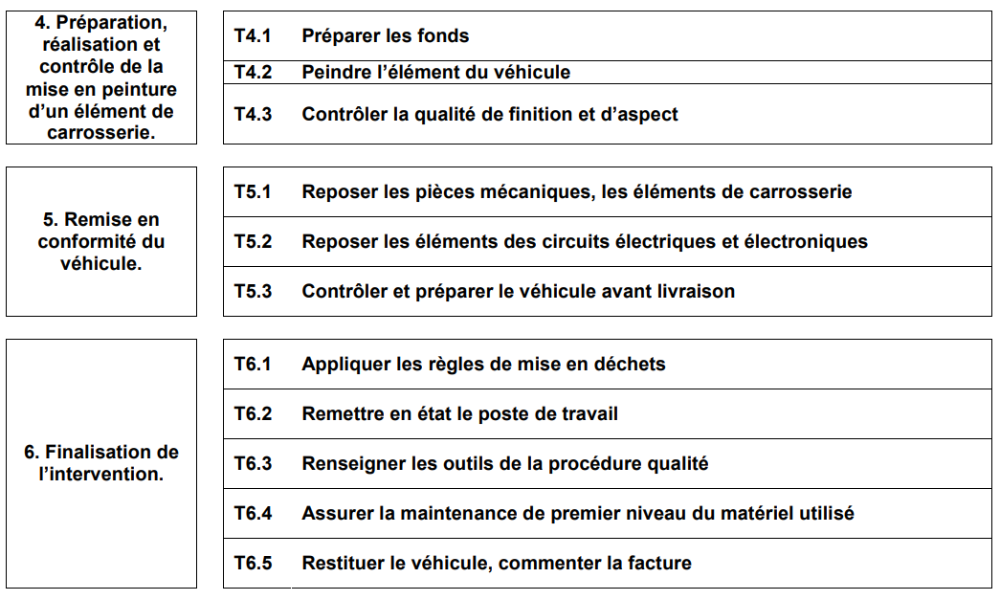 4. Préparation,
réalisation et
contrôle de la
mise en peinture
d’un élément de
carrosserie.
T4.1 Préparer les fonds
T4.2 Peindre l’élément du véhicule
T4.3 Contrôler la qualité de finition et d’aspect
5. Remise en
conformité du
véhicule.
T5.1 Reposer les pièces mécaniques, les éléments de carrosserie
T5.2 Reposer les éléments des circuits électriques et électroniques
T5.3 Contrôler et préparer le véhicule avant livraison
6. Finalisation de
l’intervention.
T6.1 Appliquer les règles de mise en déchets
T6.2 Remettre en état le poste de travail
T6.3 Renseigner les outils de la procédure qualité
T6.4 Assurer la maintenance de premier niveau du matériel utilisé
T6.5 Restituer le véhicule, commenter la facture